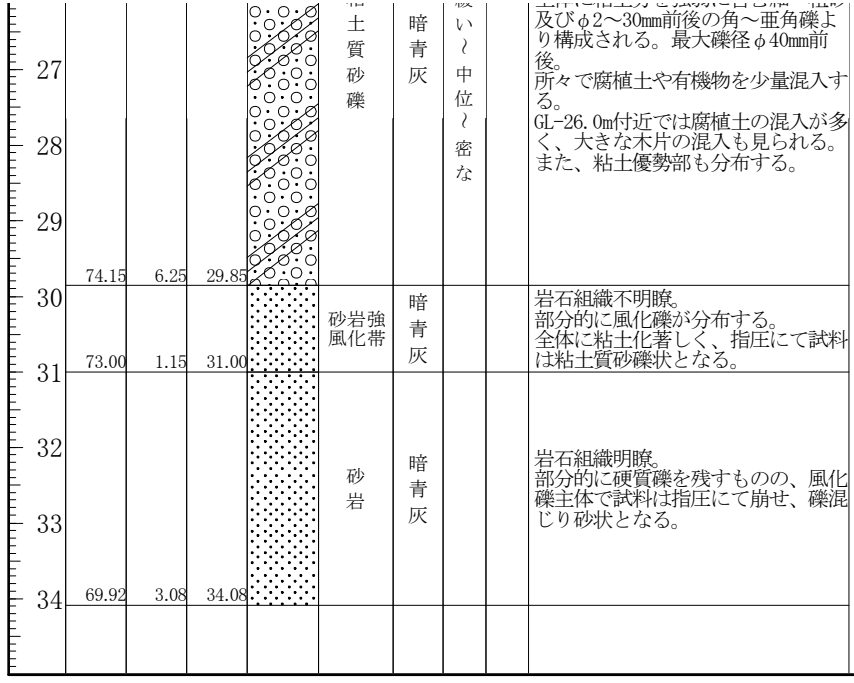 粘土質砂礫
暗青灰
緩い～中位～密な
及びφ2～30mm前後の角～亜角礫よ
り構成される。最大礫径φ40mm前
後。
所々で腐植土や有機物を少量混入す
る。
GL-26.0m付近では腐植土の混入が多
く、大きな木片の混入も見られる。
また、粘土優勢部も分布する。
27
28
29
74.15 6.25 29.85
30
砂岩強
風化帯
暗青灰
岩石組織不明瞭。
部分的に風化礫が分布する。
全体に粘土化著しく、指圧にて試料
は粘土質砂礫状となる。
73.00 1.15 31.00
31
32
砂岩
暗青灰
岩石組織明瞭。
部分的に硬質礫を残すものの、風化
礫主体で試料は指圧にて崩せ、礫混
じり砂状となる。
33
69.92 3.08 34.08
34